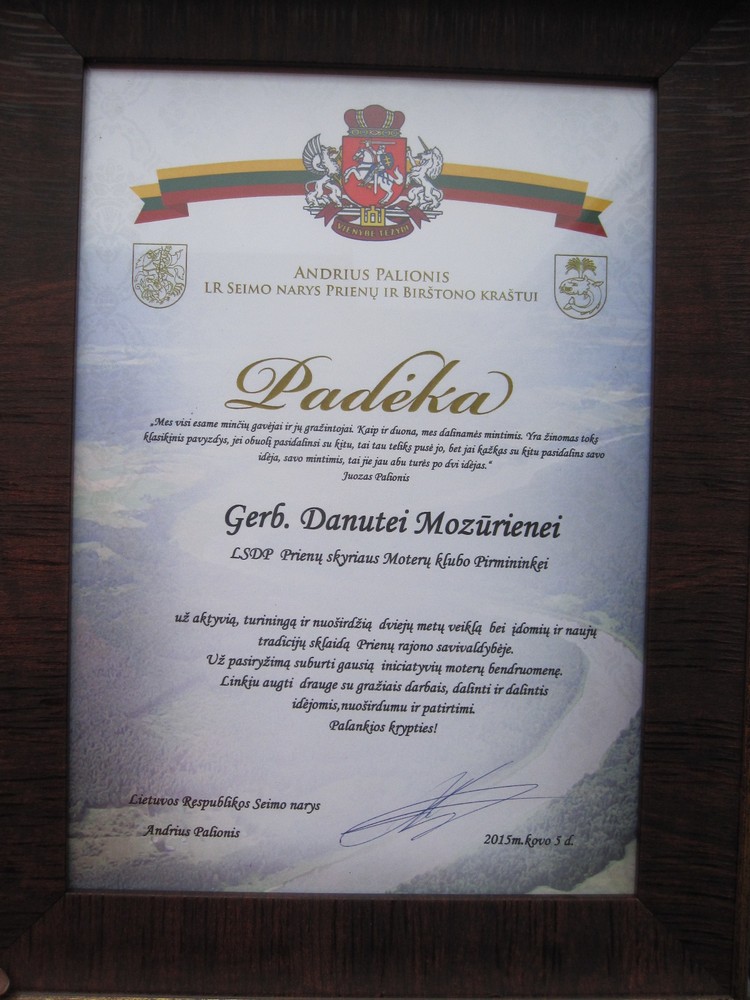 VIENYBĖ TEŽYDI
ANDRIUS PALIONIS
LR SEIMO NARYS PRIENŲ IR BIRŠTONO KRAŠTUI
Padėka
„Mes visi esame minčių gavėjai ir jų gražintojai. Kaip ir duona, mes dalinamės mintimis. Yra žinomas toks
klasikinis pavyzdys, jei obuolį pasidalinsi su kitu, tai tau teliks pusė jo, bet jai kažkas su kitu pasidalins savo
idėja, savo mintimis, tai jie jau abu turės po dvi idėjas.“
Juozas Palionis
Gerb. Danutei Mozūrienei
LSDP Prienų skyriaus Moterų klubo Pirmininkei
už aktyvią, turiningą ir nuoširdžią dviejų metų veiklą bei įdomių ir naujų
tradicijų sklaidą Prienų rajono savivaldybėje.
Už pasiryžimą suburti gausią iniciatyvių moterų bendruomenę.
Linkiu augti drauge su gražiais darbais, dalinti ir dalintis
idėjomis,nuoširdumu ir patirtimi.
Palankios krypties!
Lietuvos Respublikos Seimo narys
Andrius Palionis
2015m.kovo 5 d.